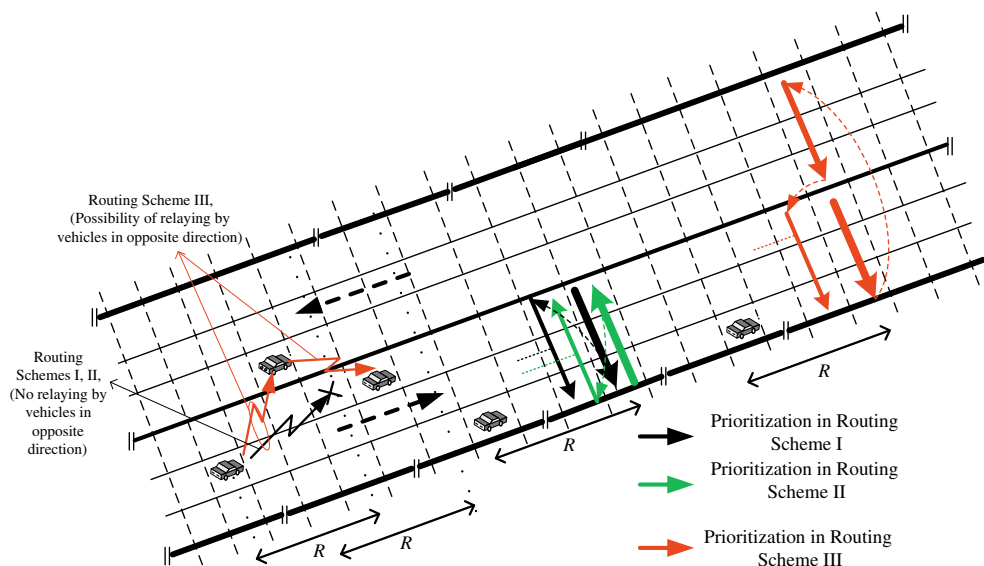 Routing Scheme III,
(Possibility of relaying by
vehicles in opposite direction)
Routing
Schemes I, II,
(No relaying by
vehicles in
opposite
direction)
R
R
R
R
Prioritization in Routing
Scheme I
Prioritization in Routing
Scheme II
Prioritization in Routing
Scheme III